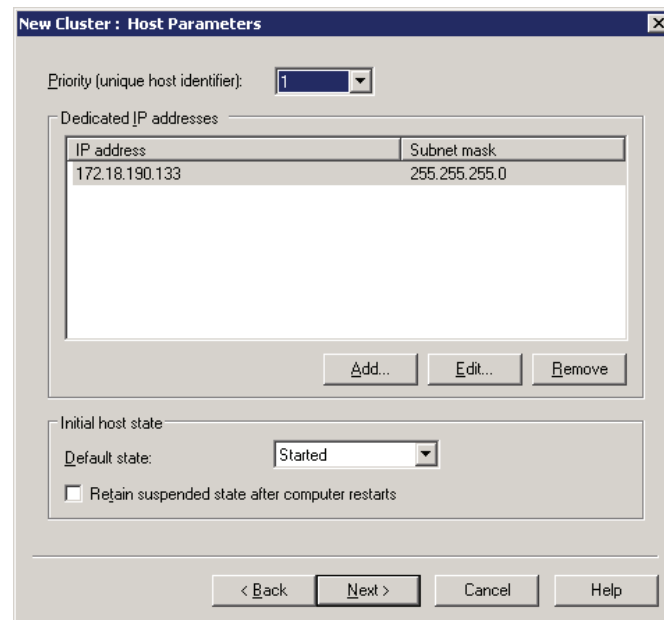 New Cluster : Host Parameters
Priority (unique host identifier): 1
Dedicated IP addresses
IP address Subnet mask
172.18.190.133 255.255.255.0
Add... Edit... Remove
Initial host state
Default state: Started
Retain suspended state after computer restarts
< Back Next > Cancel Help